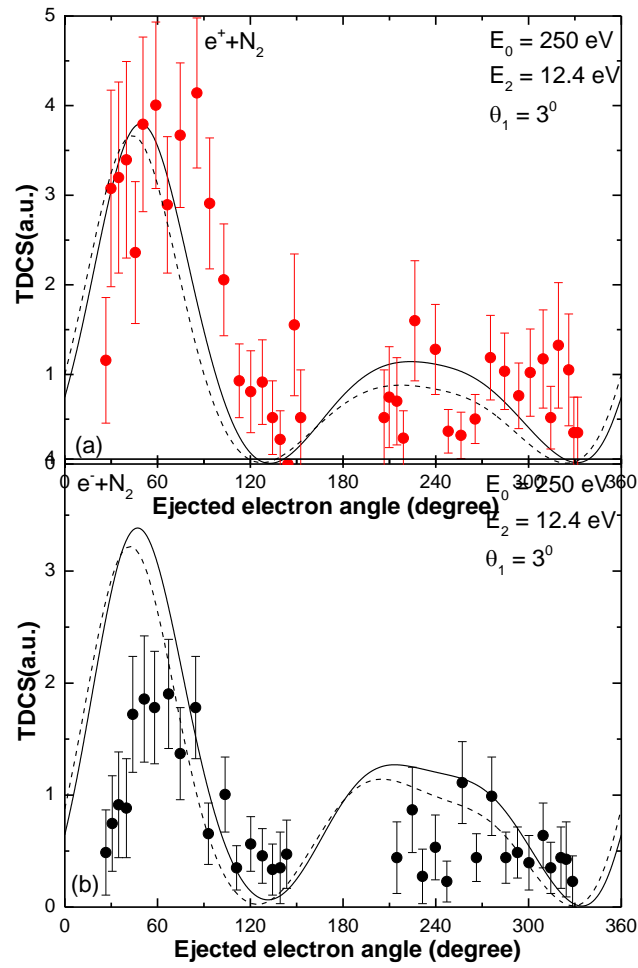 5
e⁺+N₂
E₀ = 250 eV
E₂ = 12.4 eV
θ₁ = 3⁰
4
3
2
1
TDCS(a.u.)
(a)
0
0 60 120 180 240 300 360
Ejected electron angle (degree)
4
e⁻+N₂
E₀ = 250 eV
E₂ = 12.4 eV
θ₁ = 3⁰
3
2
1
0
TDCS(a.u.)
(b)
0 60 120 180 240 300 360
Ejected electron angle (degree)